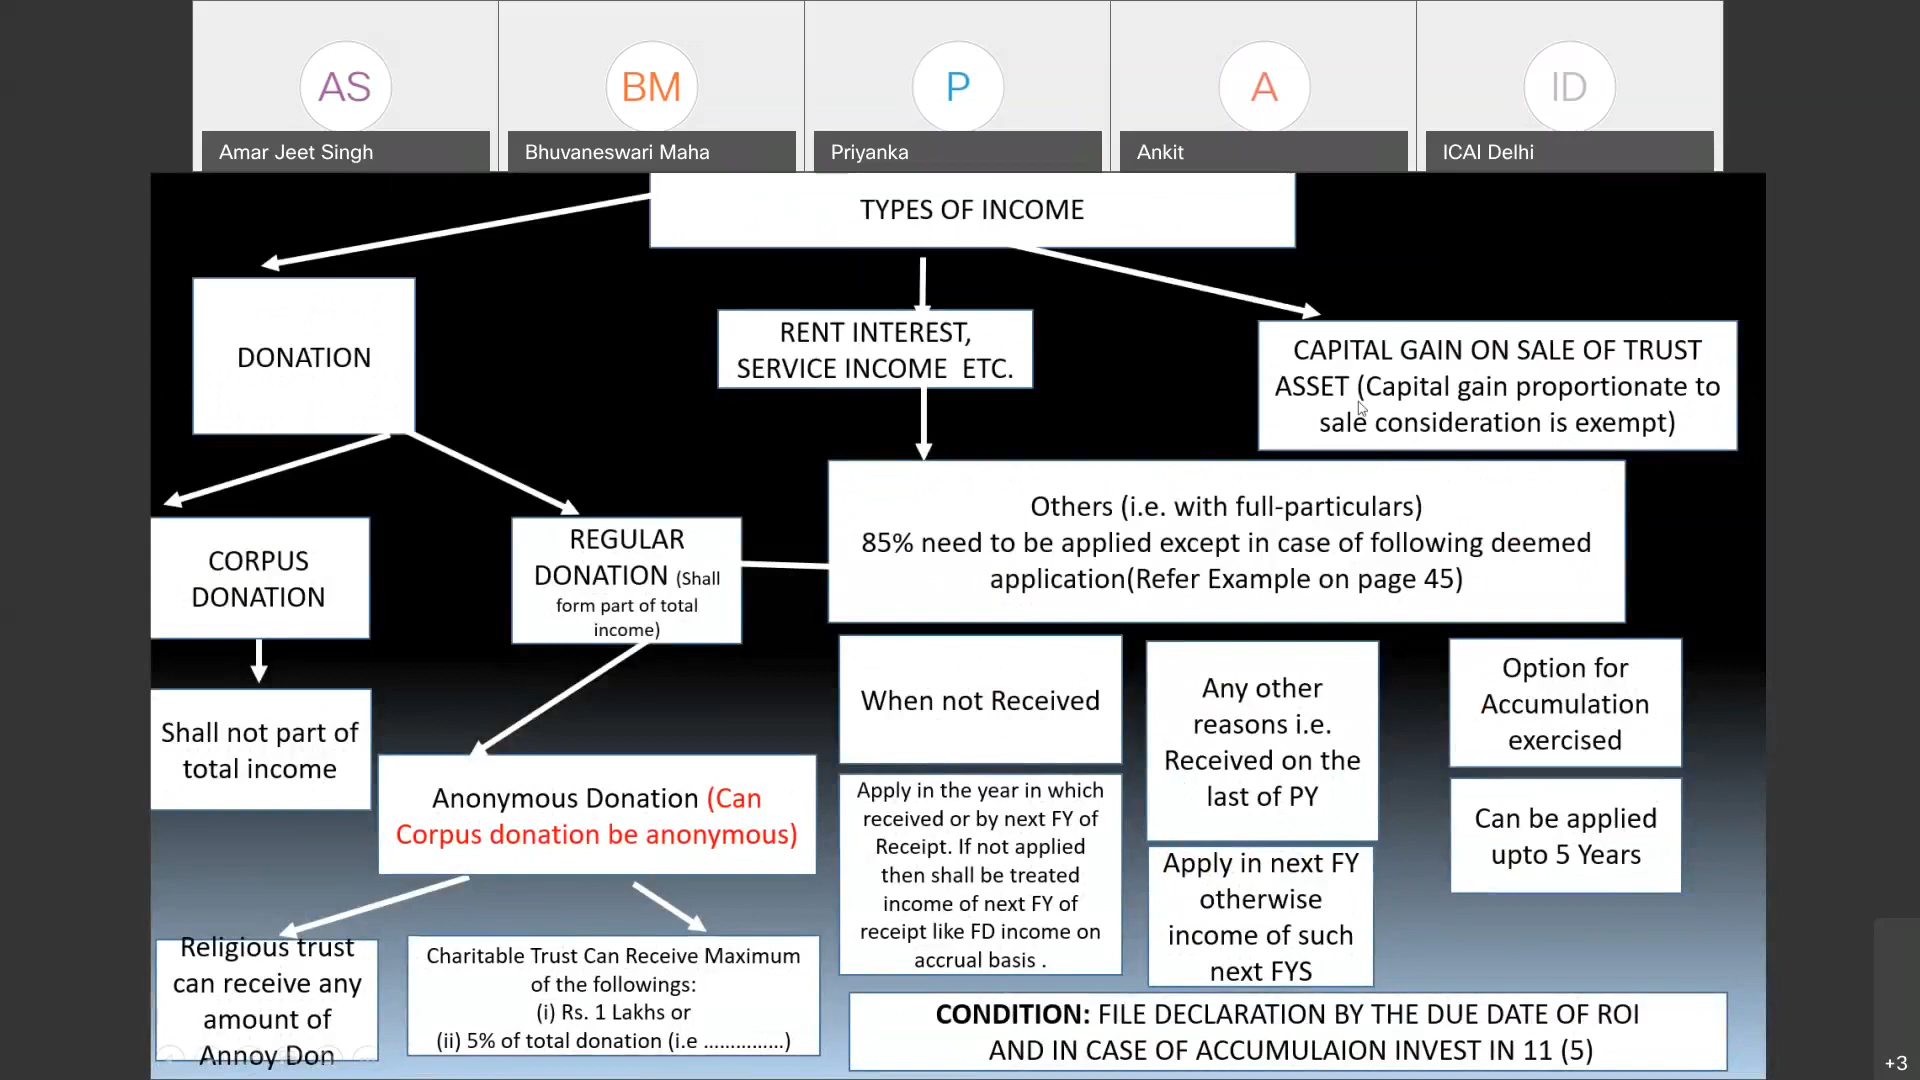 AS
BM
P
A
ID
Amar Jeet Singh
Bhuvaneswari Maha
Priyanka
Ankit
ICAI Delhi
TYPES OF INCOME
DONATION
RENT INTEREST,
SERVICE INCOME ETC.
CAPITAL GAIN ON SALE OF TRUST
ASSET (Capital gain proportionate to
sale consideration is exempt)
CORPUS
DONATION
REGULAR
DONATION (Shall
form part of total
income)
Others (i.e. with full-particulars)
85% need to be applied except in case of following deemed
application(Refer Example on page 45)
Shall not part of
total income
Anonymous Donation (Can
Corpus donation be anonymous)
When not Received
Any other
reasons i.e.
Received on the
last of PY
Option for
Accumulation
exercised
Apply in the year in which
received or by next FY of
Receipt. If not applied
then shall be treated
income of next FY of
receipt like FD income on
accrual basis .
Apply in next FY
otherwise
income of such
next FYS
Can be applied
upto 5 Years
Religious trust
can receive any
amount of
Annoy Don
Charitable Trust Can Receive Maximum
of the followings:
(i) Rs. 1 Lakhs or
(ii) 5% of total donation (i.e ...............)
CONDITION: FILE DECLARATION BY THE DUE DATE OF ROI
AND IN CASE OF ACCUMULAION INVEST IN 11 (5)
+3